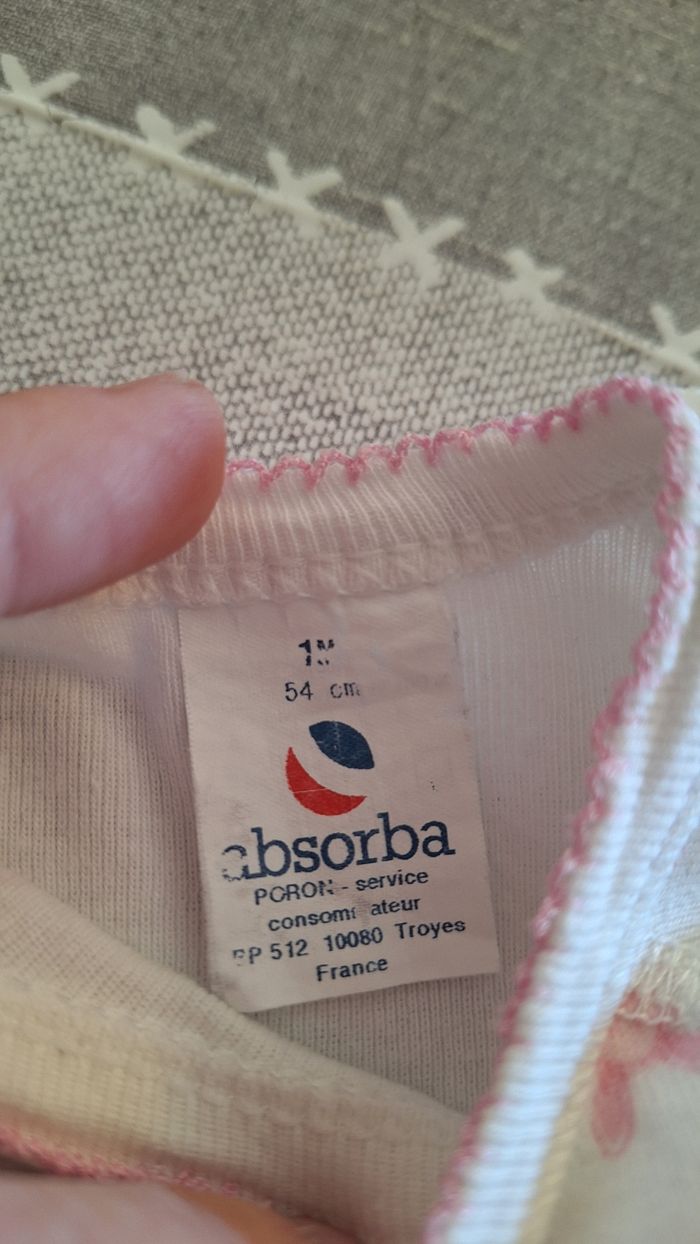 1M
54 cm
absorba
PORON - service
consommateur
BP 512 10080 Troyes
France